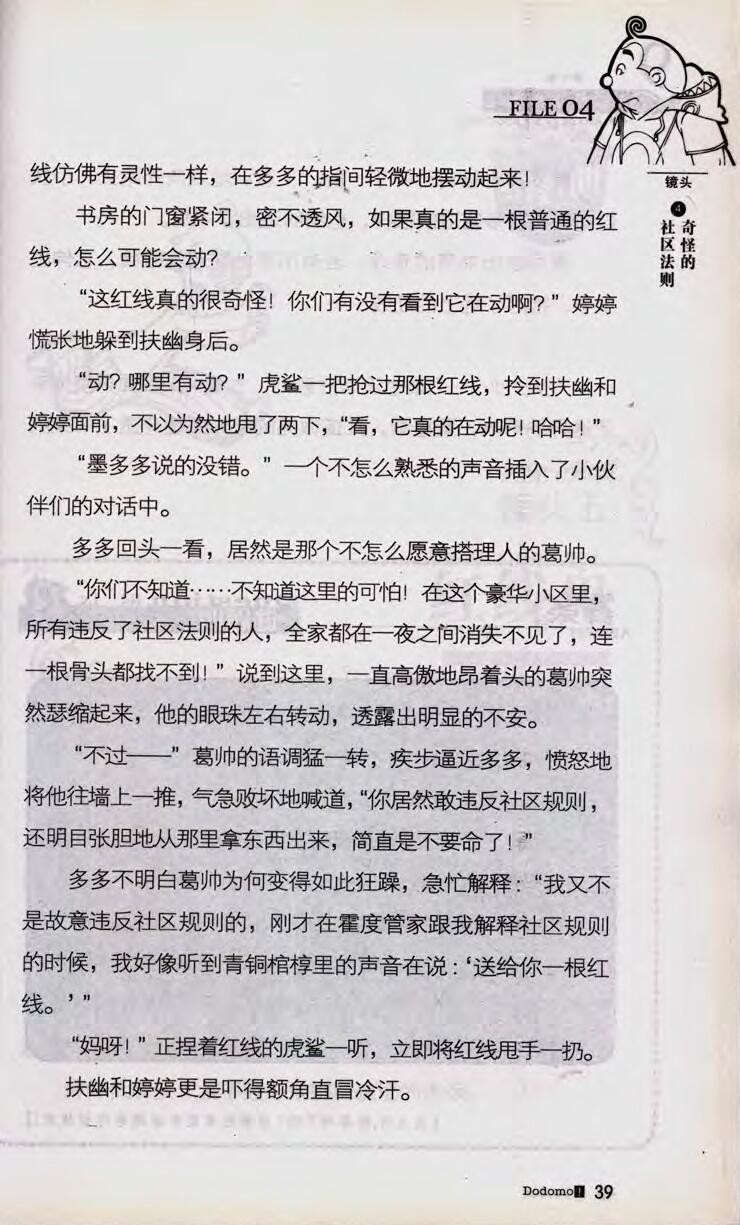 FILE 04
镜头
❹奇怪的
社区法则
线仿佛有灵性一样，在多多的指间轻微地摆动起来！
书房的门窗紧闭，密不透风，如果真的是一根普通的红
线，怎么可能会动？
“这红线真的很奇怪！你们有没有看到它在动啊？”婷婷
慌张地躲到扶幽身后。
“动？哪里有动？”虎鲨一把抢过那根红线，拎到扶幽和
婷婷面前，不以为然地甩了两下，“看，它真的在动呢！哈哈！”
“墨多多说的没错。”一个不怎么熟悉的声音插入了小伙
伴们的对话中。
多多回头一看，居然是那个不怎么愿意搭理人的葛帅。
“你们不知道……不知道这里的可怕！在这个豪华小区里，
所有违反了社区法则的人，全家都在一夜之间消失不见了，连
一根骨头都找不到！”说到这里，一直高傲地昂着头的葛帅突
然瑟缩起来，他的眼珠左右转动，透露出明显的不安。
“不过——”葛帅的语调猛一转，疾步逼近多多，愤怒地
将他往墙上一推，气急败坏地喊道，“你居然敢违反社区规则，
还明目张胆地从那里拿东西出来，简直是不要命了！”
多多不明白葛帅为何变得如此狂躁，急忙解释：“我又不
是故意违反社区规则的，刚才在霍度管家跟我解释社区规则
的时候，我好像听到青铜棺椁里的声音在说：‘送给你一根红
线。’”
“妈呀！”正捏着红线的虎鲨一听，立即将红线甩手一扔。
扶幽和婷婷更是吓得额角直冒冷汗。
Dodomo1 39